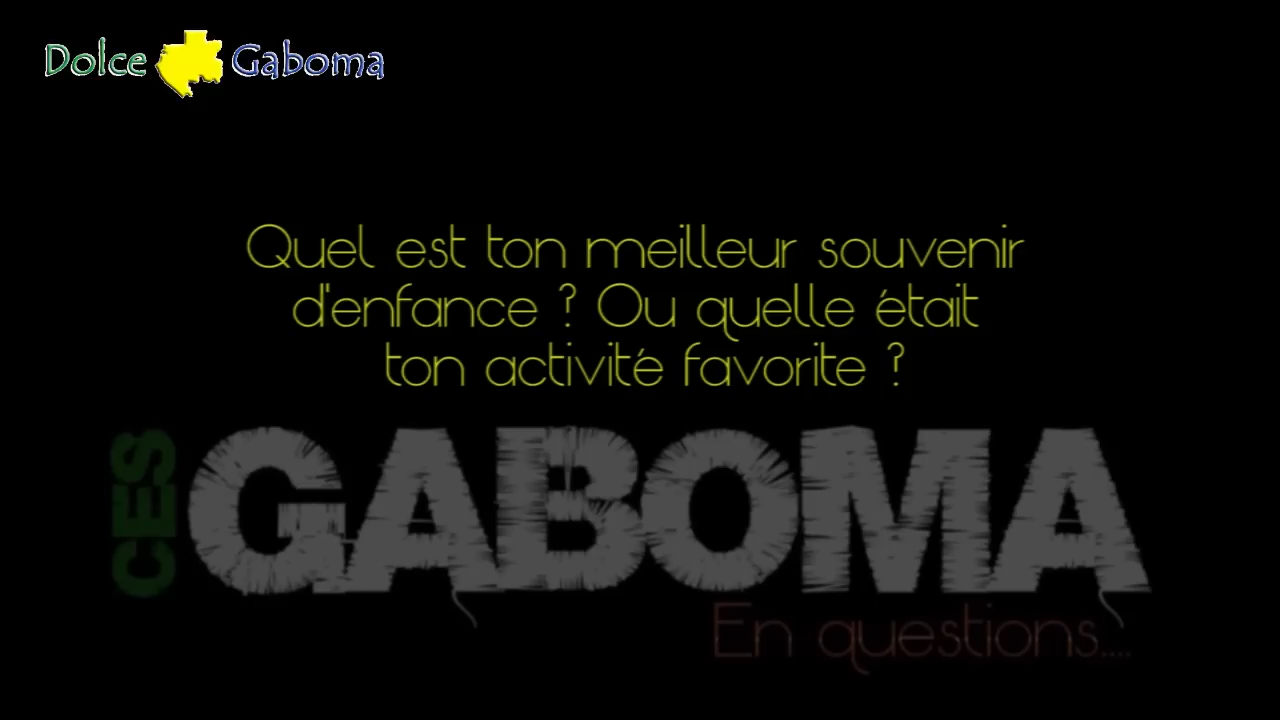 Dolce Gaboma
Quel est ton meilleur souvenir
d'enfance ? Ou quelle était
ton activité favorite ?
CES
GABOMA
En questions....